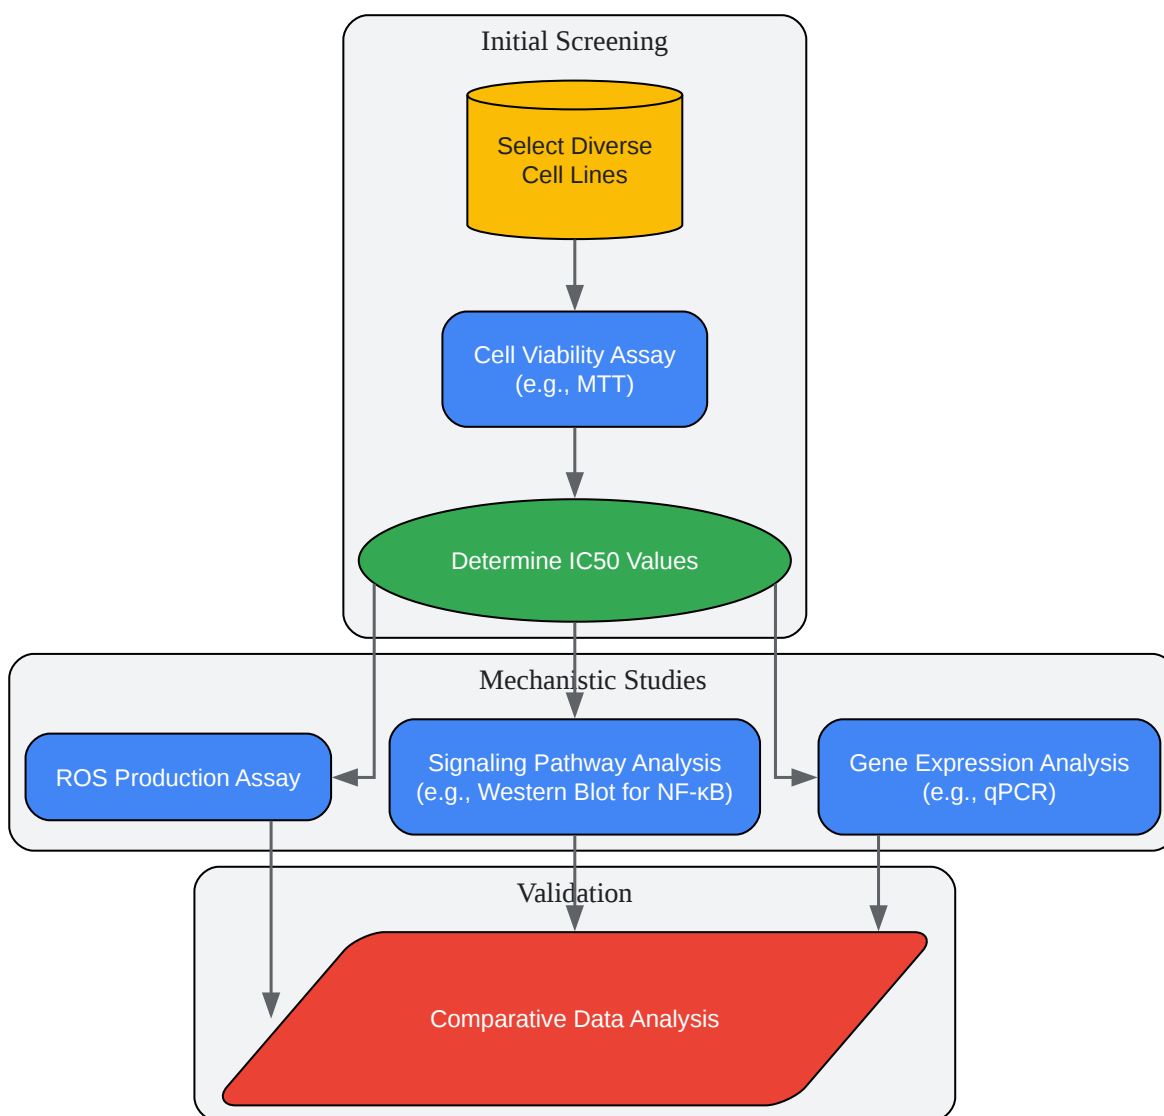 Initial Screening
Select Diverse
Cell Lines
Cell Viability Assay
(e.g., MTT)
Determine IC50 Values
Mechanistic Studies
ROS Production Assay
Signaling Pathway Analysis
(e.g., Western Blot for NF-κB)
Gene Expression Analysis
(e.g., qPCR)
Validation
Comparative Data Analysis